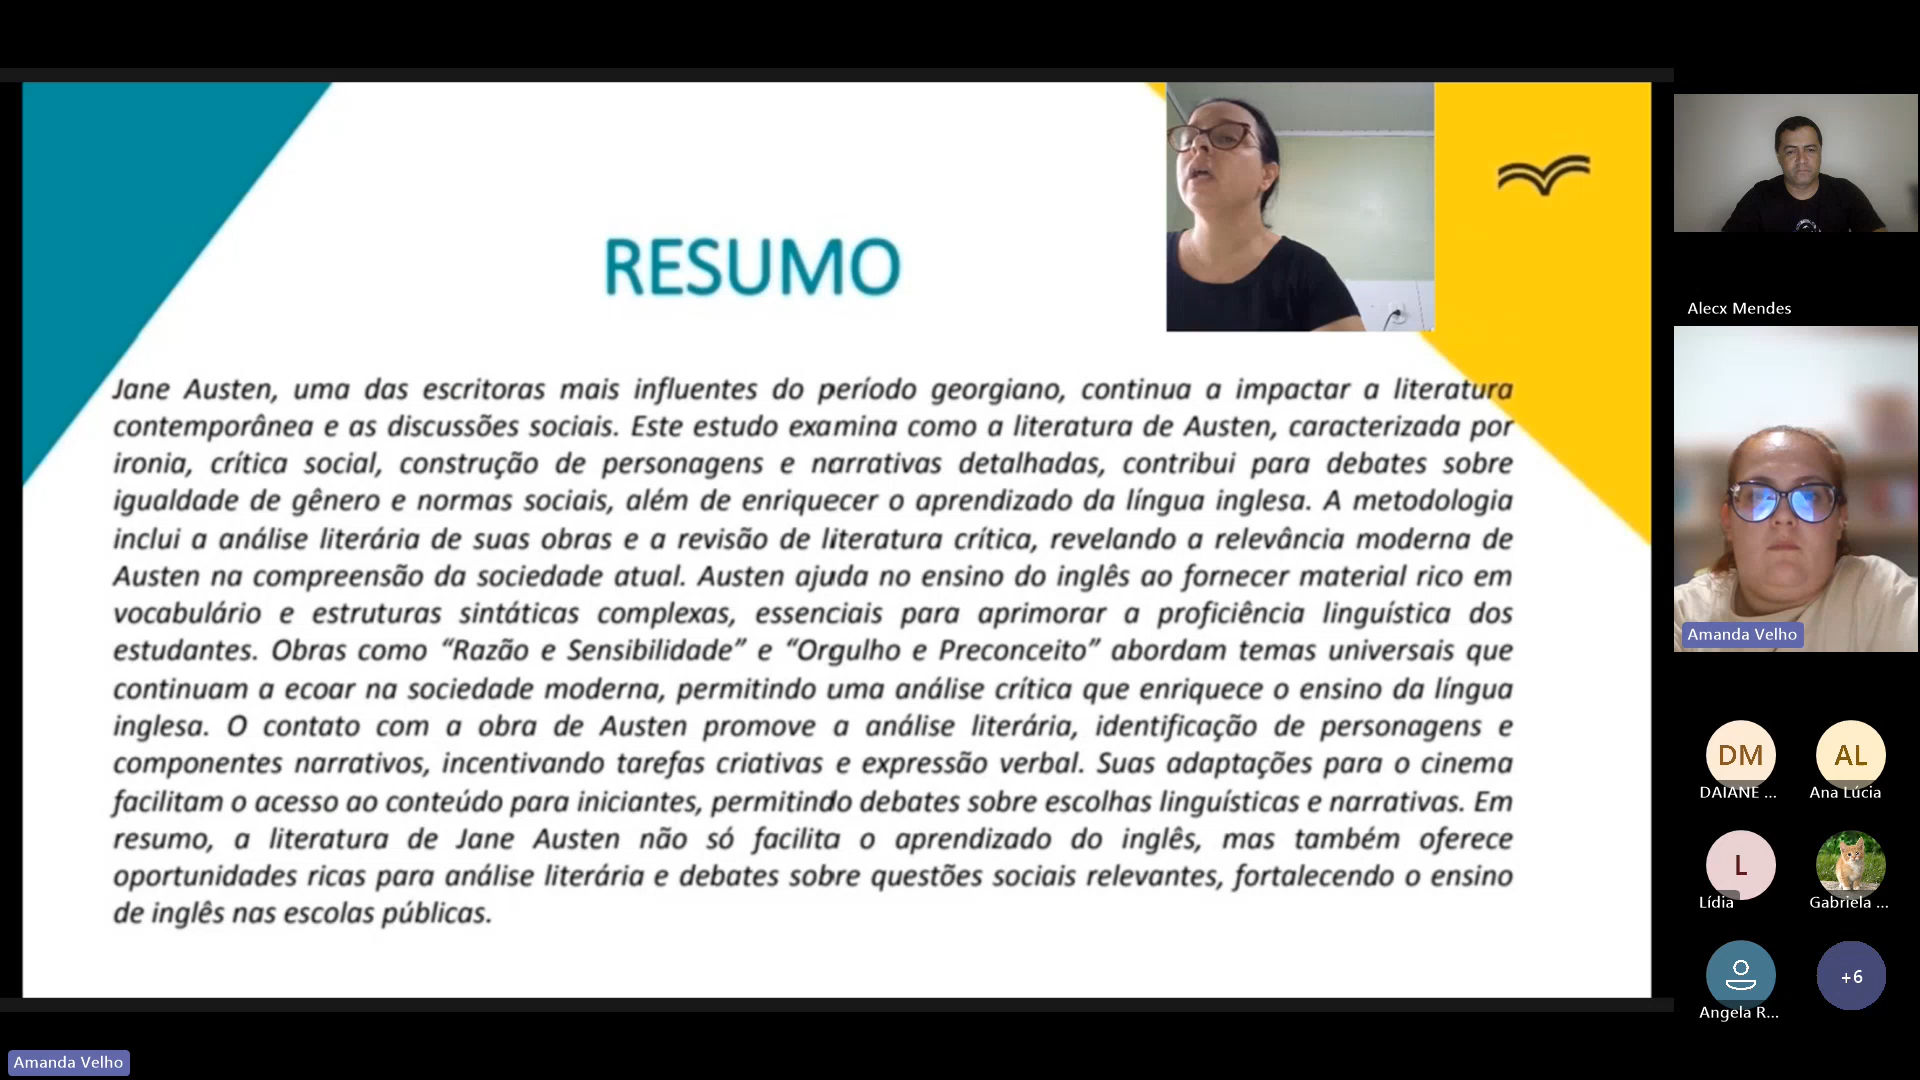 RESUMO
Jane Austen, uma das escritoras mais influentes do período georgiano, continua a impactar a literatura
contemporânea e as discussões sociais. Este estudo examina como a literatura de Austen, caracterizada por
ironia, crítica social, construção de personagens e narrativas detalhadas, contribui para debates sobre
igualdade de gênero e normas sociais, além de enriquecer o aprendizado da língua inglesa. A metodologia
inclui a análise literária de suas obras e a revisão de literatura crítica, revelando a relevância moderna de
Austen na compreensão da sociedade atual. Austen ajuda no ensino do inglês ao fornecer material rico em
vocabulário e estruturas sintáticas complexas, essenciais para aprimorar a proficiência linguística dos
estudantes. Obras como “Razão e Sensibilidade” e “Orgulho e Preconceito” abordam temas universais que
continuam a ecoar na sociedade moderna, permitindo uma análise crítica que enriquece o ensino da língua
inglesa. O contato com a obra de Austen promove a análise literária, identificação de personagens e
componentes narrativos, incentivando tarefas criativas e expressão verbal. Suas adaptações para o cinema
facilitam o acesso ao conteúdo para iniciantes, permitindo debates sobre escolhas linguísticas e narrativas. Em
resumo, a literatura de Jane Austen não só facilita o aprendizado do inglês, mas também oferece
oportunidades ricas para análise literária e debates sobre questões sociais relevantes, fortalecendo o ensino
de inglês nas escolas públicas.
Alecx Mendes
Amanda Velho
DM
AL
DAIANE ...
Ana Lúcia
L
Lídia
Gabriela ...
+6
Angela R...
Amanda Velho